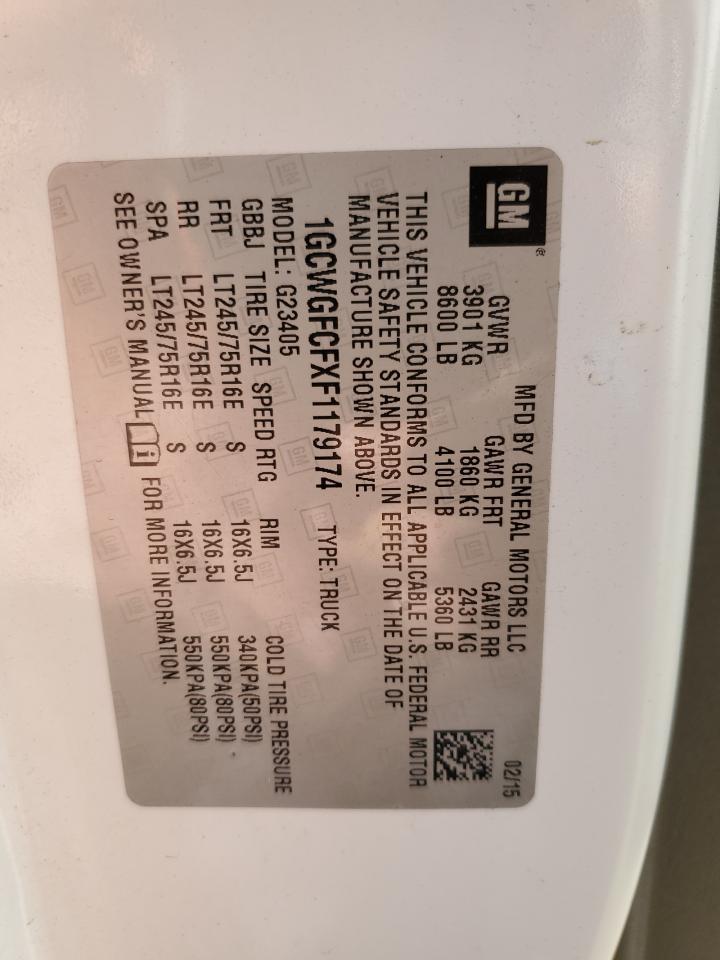 GM®
MFD BY GENERAL MOTORS LLC 02/15
GVWR GAWR FRT GAWR RR
3901 KG 1860 KG 2431 KG
8600 LB 4100 LB 5360 LB
THIS VEHICLE CONFORMS TO ALL APPLICABLE U.S. FEDERAL MOTOR
VEHICLE SAFETY STANDARDS IN EFFECT ON THE DATE OF
MANUFACTURE SHOWN ABOVE.
1GCWGFCFXF1179174 TYPE: TRUCK
MODEL: G23405
GBBJ TIRE SIZE SPEED RTG RIM COLD TIRE PRESSURE
FRT LT245/75R16E S 16X6.5J 340KPA(50PSI)
RR LT245/75R16E S 16X6.5J 550KPA(80PSI)
SPA LT245/75R16E S 16X6.5J 550KPA(80PSI)
SEE OWNER'S MANUAL FOR MORE INFORMATION.